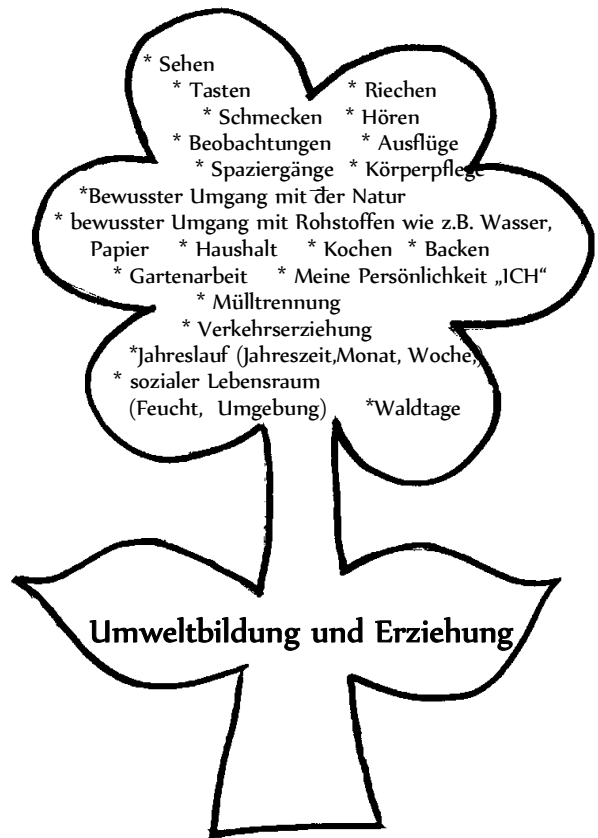 * Sehen
* Tasten * Riechen
* Schmecken * Hören
* Beobachtungen * Ausflüge
* Spaziergänge * Körperpflege
*Bewusster Umgang mit der Natur
* bewusster Umgang mit Rohstoffen wie z.B. Wasser,
Papier * Haushalt * Kochen * Backen
* Gartenarbeit * Meine Persönlichkeit „ICH“
* Mülltrennung
* Verkehrserziehung
*Jahreslauf (Jahreszeit,Monat, Woche,)
* sozialer Lebensraum
(Feucht, Umgebung) *Waldtage
Umweltbildung und Erziehung